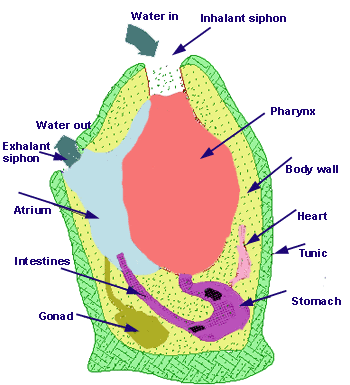 Water in
Inhalant siphon
Pharynx
Water out
Exhalant
siphon
Body wall
Atrium
Heart
Tunic
Intestines
Stomach
Gonad